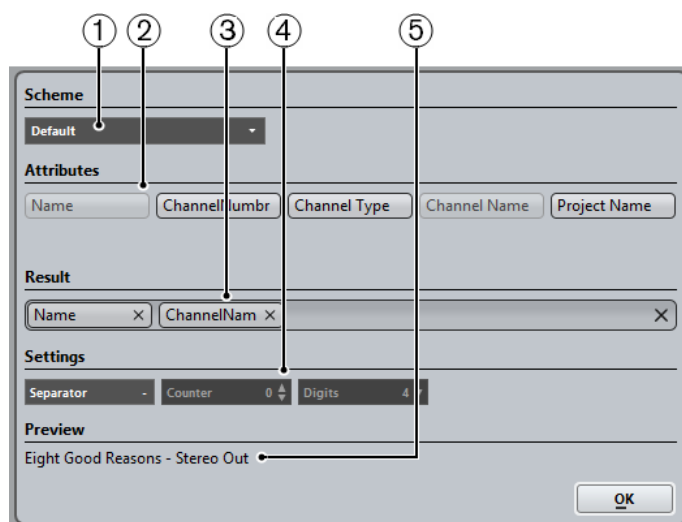 1 2 3 4 5
Scheme
Default
Attributes
Name ChannelNumbr Channel Type Channel Name Project Name
Result
Name × ChannelNam × ×
Settings
Separator - Counter 0 Digits 4
Preview
Eight Good Reasons - Stereo Out
OK